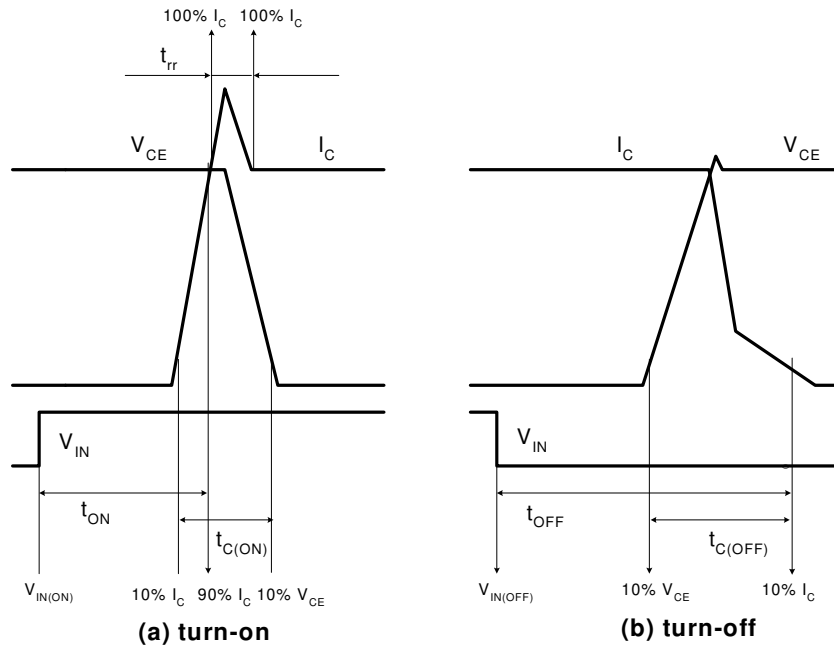 100% I_C 100% I_C
t_rr
V_CE I_C I_C V_CE
V_IN V_IN
t_ON t_OFF
t_C(ON) t_C(OFF)
V_IN(ON) 10% I_C 90% I_C 10% V_CE V_IN(OFF) 10% V_CE 10% I_C
(a) turn-on (b) turn-off